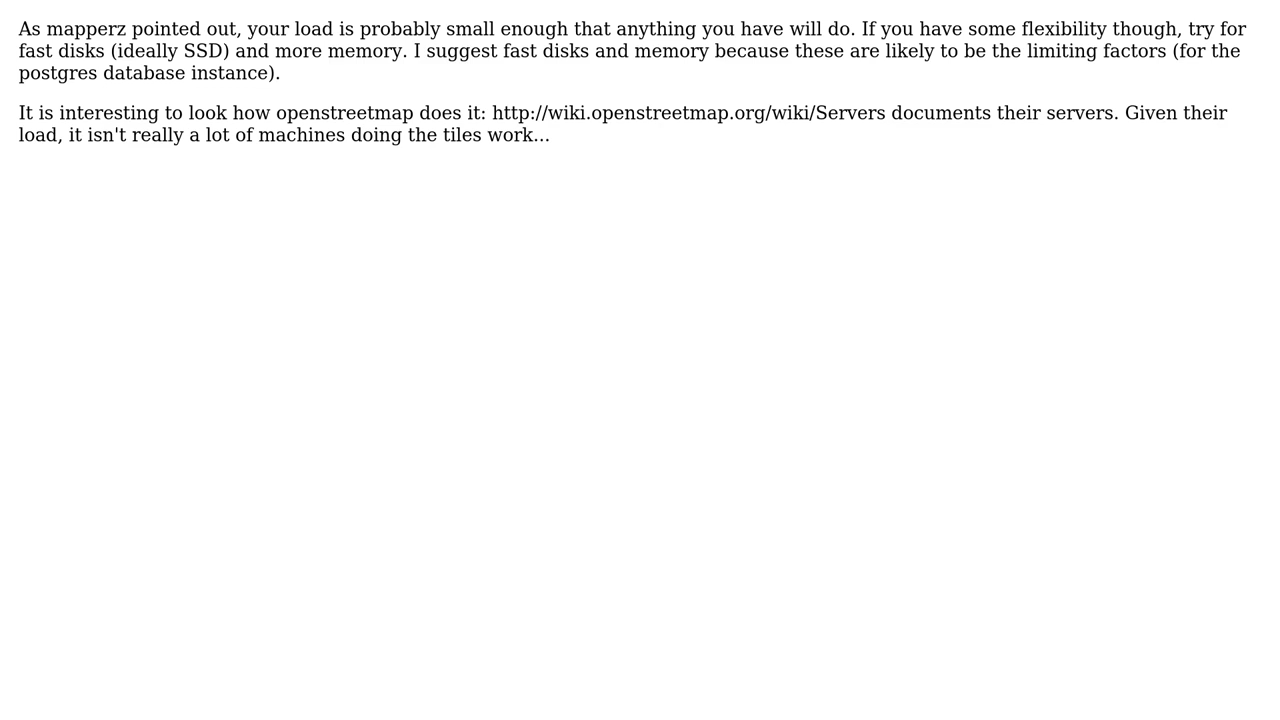 As mapperz pointed out, your load is probably small enough that anything you have will do. If you have some flexibility though, try for
fast disks (ideally SSD) and more memory. I suggest fast disks and memory because these are likely to be the limiting factors (for the
postgres database instance).
It is interesting to look how openstreetmap does it: http://wiki.openstreetmap.org/wiki/Servers documents their servers. Given their
load, it isn't really a lot of machines doing the tiles work...